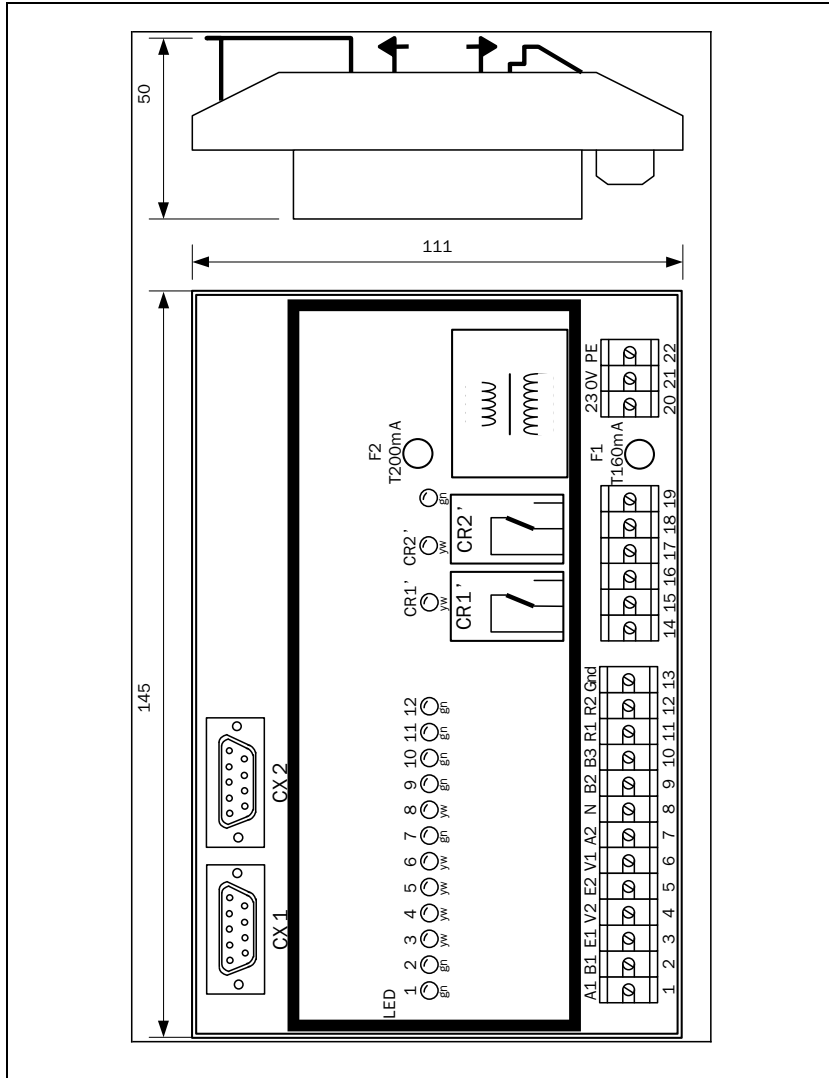 50
111
145
23 0V PE
20 21 22
F2
T200mA
F1
T160mA
gn
CR2'
yw
CR2'
CR1'
yw
CR1'
14 15 16 17 18 19
CX 2
CX 1
LED
1 2 3 4 5 6 7 8 9 10 11 12
gn gn yw yw yw yw gn yw gn gn gn gn
A1 B1 E1 V2 E2 V1 A2 N B2 B3 R1 R2 Gnd
1 2 3 4 5 6 7 8 9 10 11 12 13